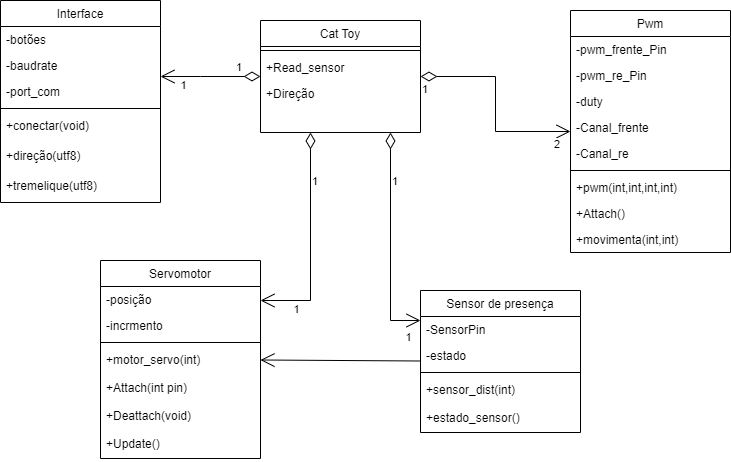 Interface
-botões
-baudrate
-port_com
+conectar(void)
+direção(utf8)
+tremelique(utf8)
1
1
Cat Toy
+Read_sensor
+Direção
1
2
1
1
1
1
Pwm
-pwm_frente_Pin
-pwm_re_Pin
-duty
-Canal_frente
-Canal_re
+pwm(int,int,int,int)
+Attach()
+movimenta(int,int)
Servomotor
-posição
-incrmento
+motor_servo(int)
+Attach(int pin)
+Deattach(void)
+Update()
Sensor de presença
-SensorPin
-estado
+sensor_dist(int)
+estado_sensor()